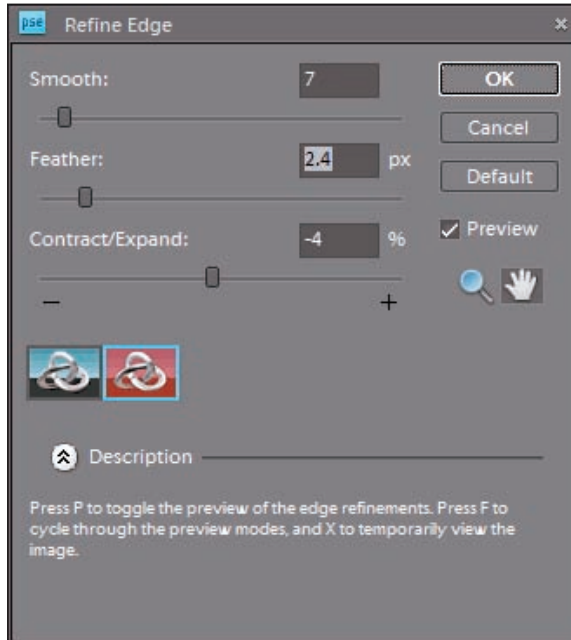 pse Refine Edge
Smooth: 7 OK
Cancel
Feather: 2.4 px
Default
Contract/Expand: -4 % Preview
− +
Description
Press P to toggle the preview of the edge refinements. Press F to
cycle through the preview modes, and X to temporarily view the
image.